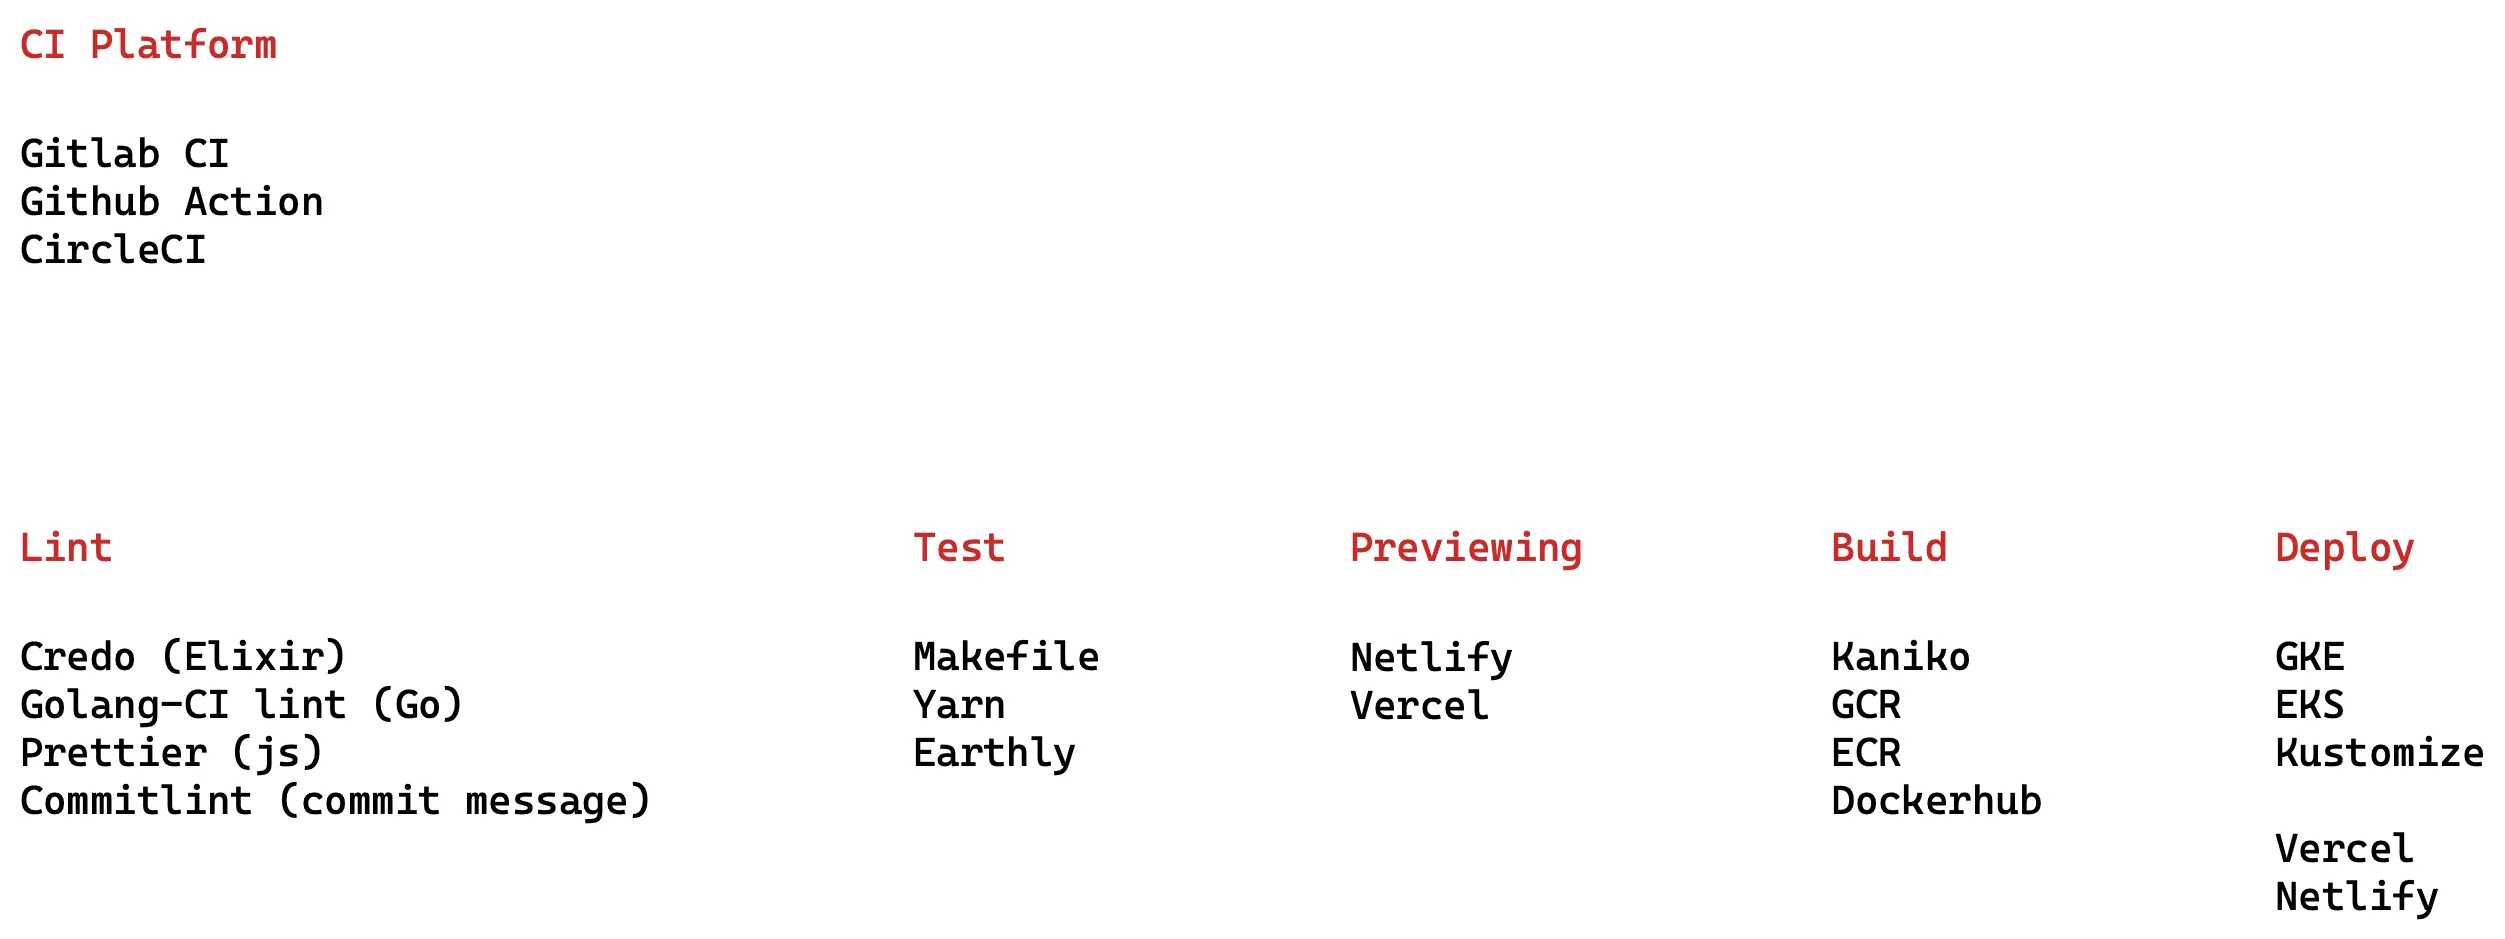 CI Platform
Gitlab CI
Github Action
CircleCI
Lint
Credo (Elixir)
Golang-CI lint (Go)
Prettier (js)
Commitlint (commit message)
Test
Makefile
Yarn
Earthly
Previewing
Netlify
Vercel
Build
Kaniko
GCR
ECR
Dockerhub
Deploy
GKE
EKS
Kustomize
Vercel
Netlify